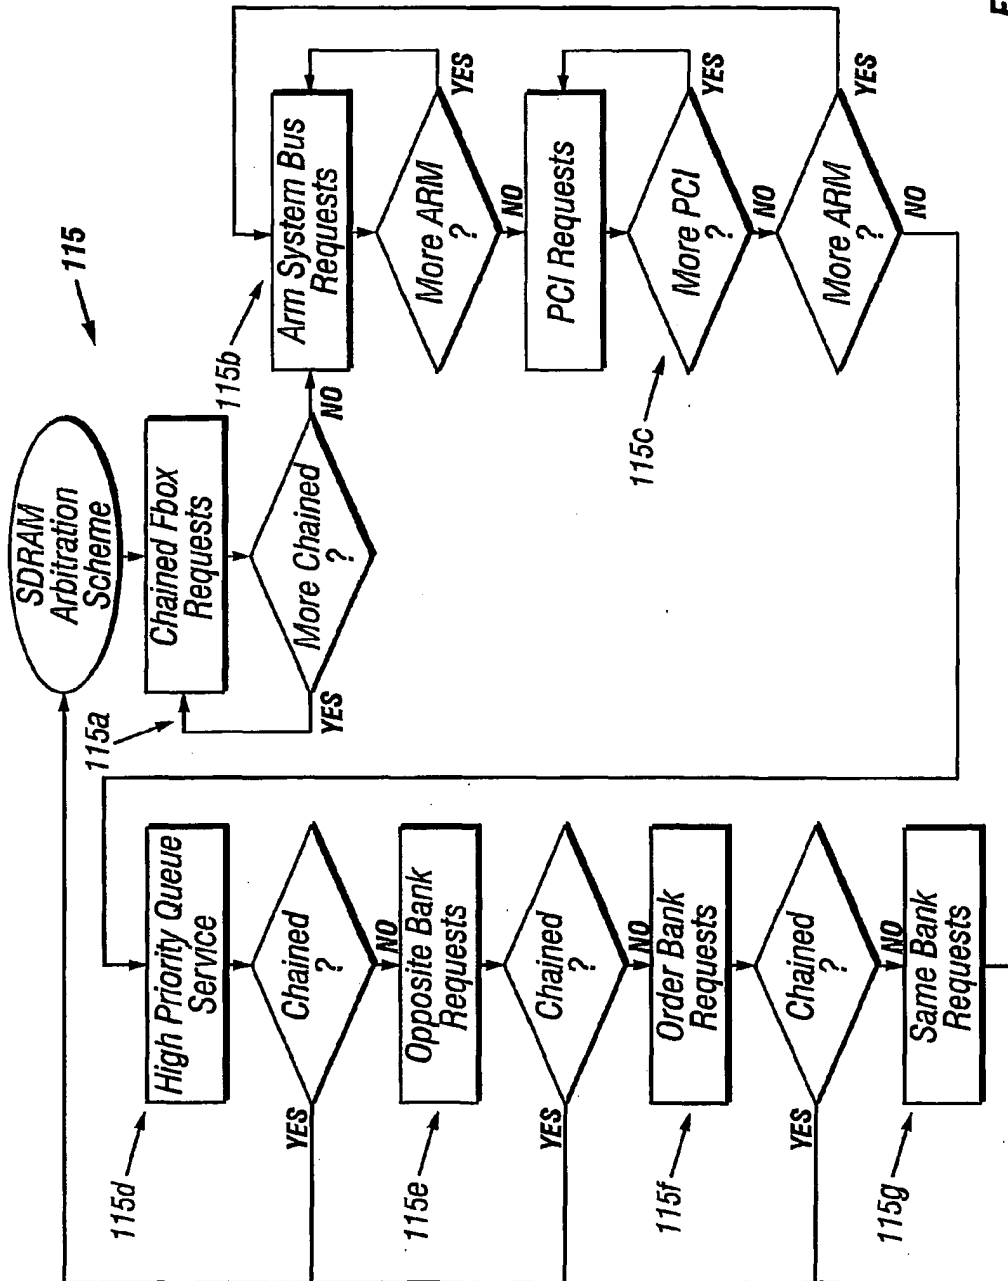 115
SDRAM
Arbitration
Scheme
115a
Chained Fbox
Requests
More Chained
?
YES
NO
115b
Arm System Bus
Requests
More ARM
?
YES
NO
PCI Requests
115c
More PCI
?
YES
NO
More ARM
?
YES
NO
115d
High Priority Queue
Service
Chained
?
YES
NO
115e
Opposite Bank
Requests
Chained
?
YES
NO
115f
Order Bank
Requests
Chained
?
YES
NO
115g
Same Bank
Requests